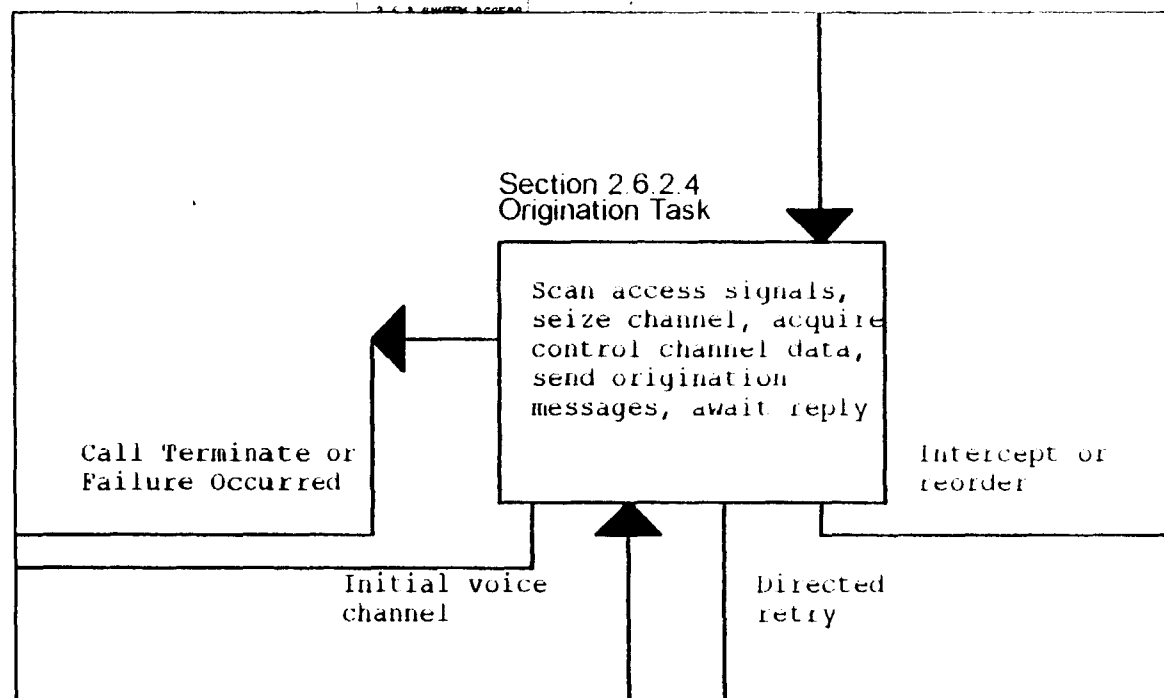 Section 2.6.2.4
Origination Task
Scan access signals,
seize channel, acquire
control channel data,
send origination
messages, await reply
Call Terminate or
Failure Occurred
Intercept or
reorder
Initial voice
channel
Directed
retry